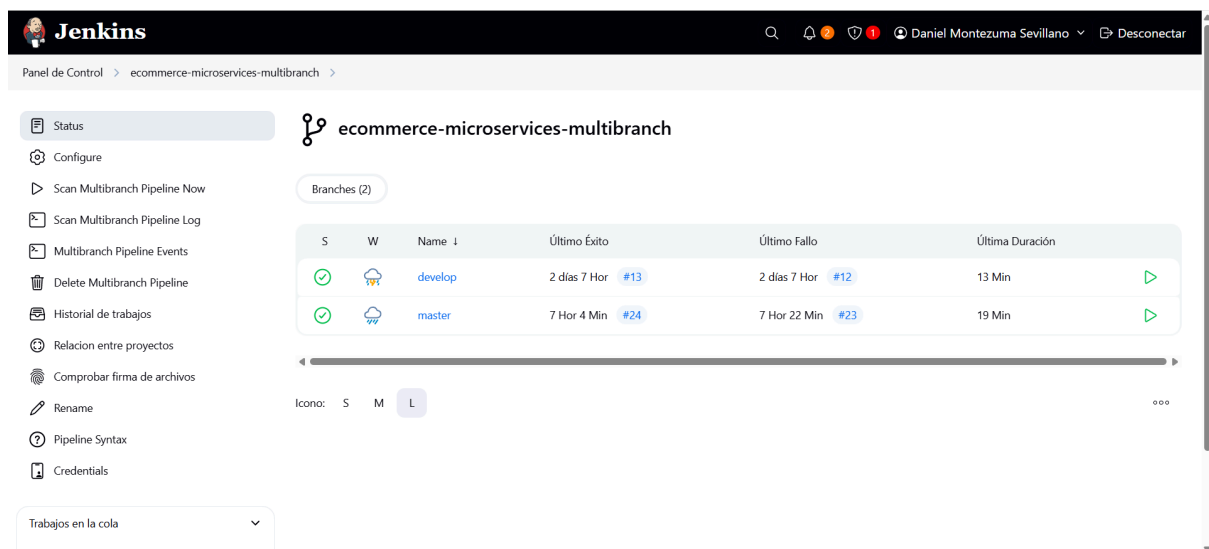 Jenkins
2
1
Daniel Montezuma Sevillano
Desconectar
Panel de Control > ecommerce-microservices-multibranch >
Status
Configure
Scan Multibranch Pipeline Now
Scan Multibranch Pipeline Log
Multibranch Pipeline Events
Delete Multibranch Pipeline
Historial de trabajos
Relacion entre proyectos
Comprobar firma de archivos
Rename
Pipeline Syntax
Credentials
Trabajos en la cola
ecommerce-microservices-multibranch
Branches (2)
S W Name ↓ Último Éxito Último Fallo Última Duración
develop 2 días 7 Hor #13 2 días 7 Hor #12 13 Min
master 7 Hor 4 Min #24 7 Hor 22 Min #23 19 Min
Icono: S M L